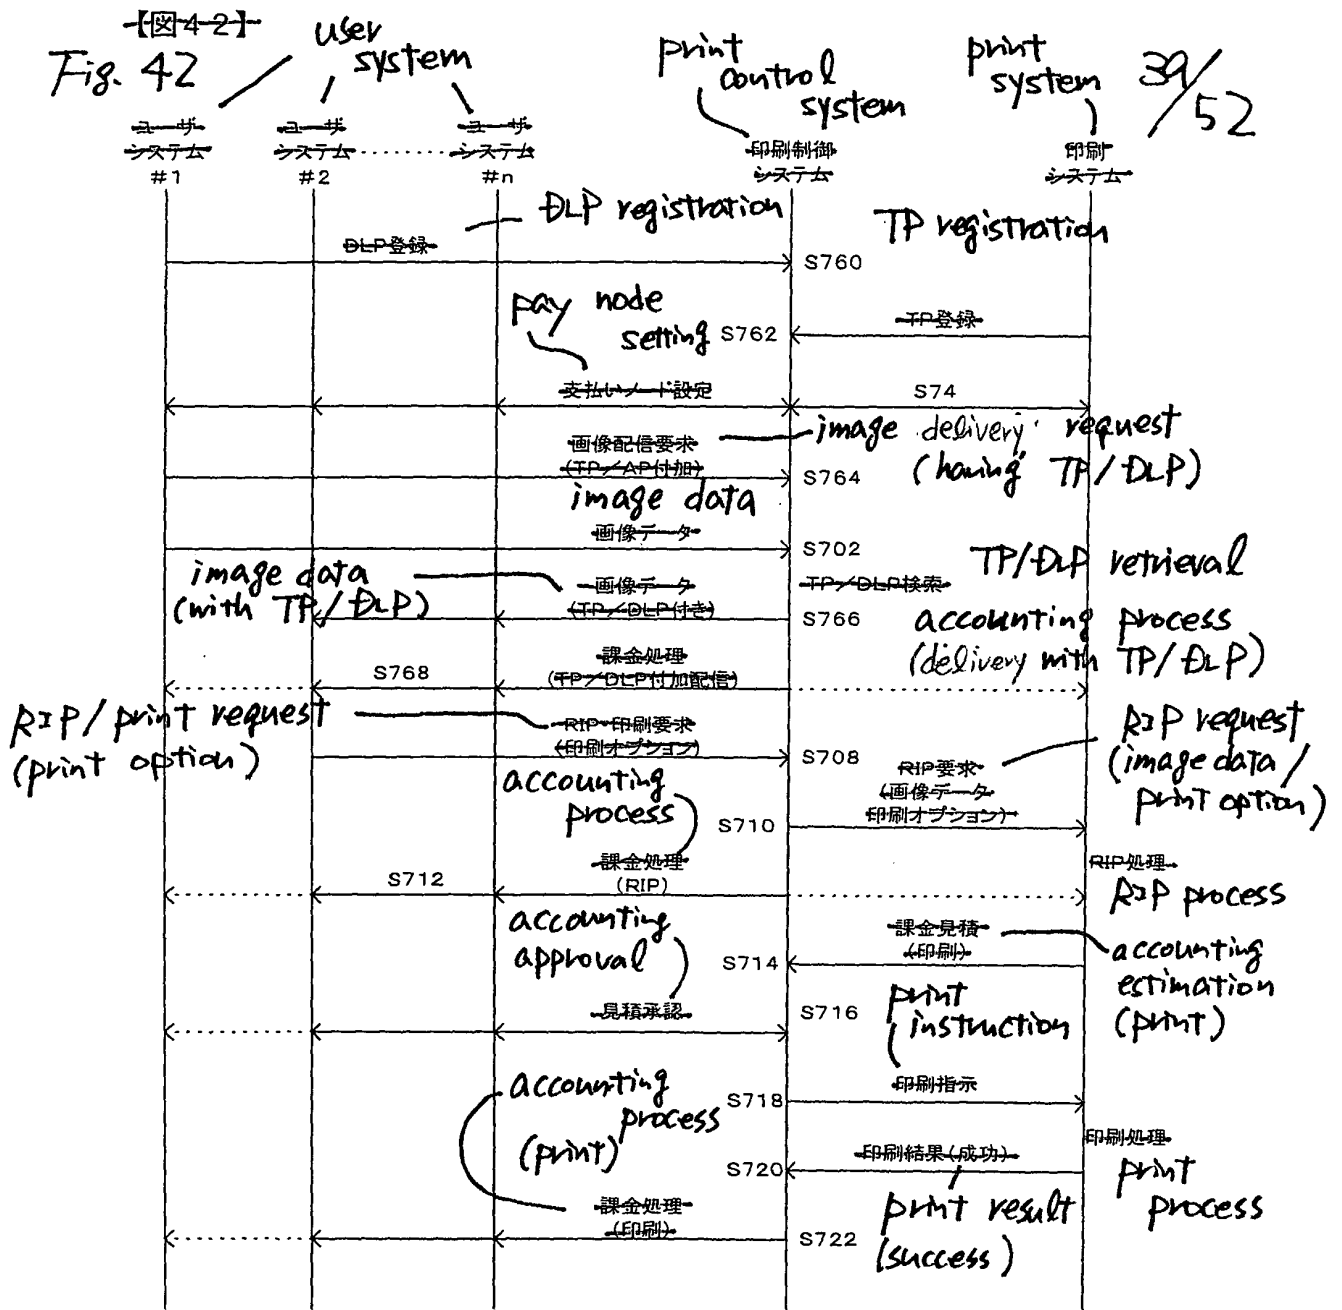 【図42】
Fig. 42
user
system
print
control
system
print
system
39/52
ユーザ
システム
#1
ユーザ
システム
#2
ユーザ
システム
#n
印刷制御
システム
印刷
システム
DLP registration
DLP登録
S760
TP registration
TP登録
S762
pay node
setting
支払いノード設定
S74
画像配信要求
(TP/AP付加)
image delivery request
(having TP/DLP)
S764
image data
画像データ
S702
TP/DLP retrieval
TP/DLP検索
image data
(with TP/DLP)
画像データ
(TP/DLP付き)
S766
accounting process
(delivery with TP/DLP)
課金処理
(TP/DLP付加配信)
S768
RIP/print request
(print option)
RIP・印刷要求
(印刷オプション)
S708
RIP request
(image data/
print option)
RIP要求
(画像データ
印刷オプション)
S710
accounting
process
課金処理
(RIP)
S712
RIP処理
RIP process
accounting
approval
課金見積
(印刷)
S714
accounting
estimation
(print)
見積承認
S716
print
instruction
印刷指示
S718
accounting
process
(print)
印刷処理
print
process
印刷結果(成功)
S720
print result
(success)
課金処理
(印刷)
S722